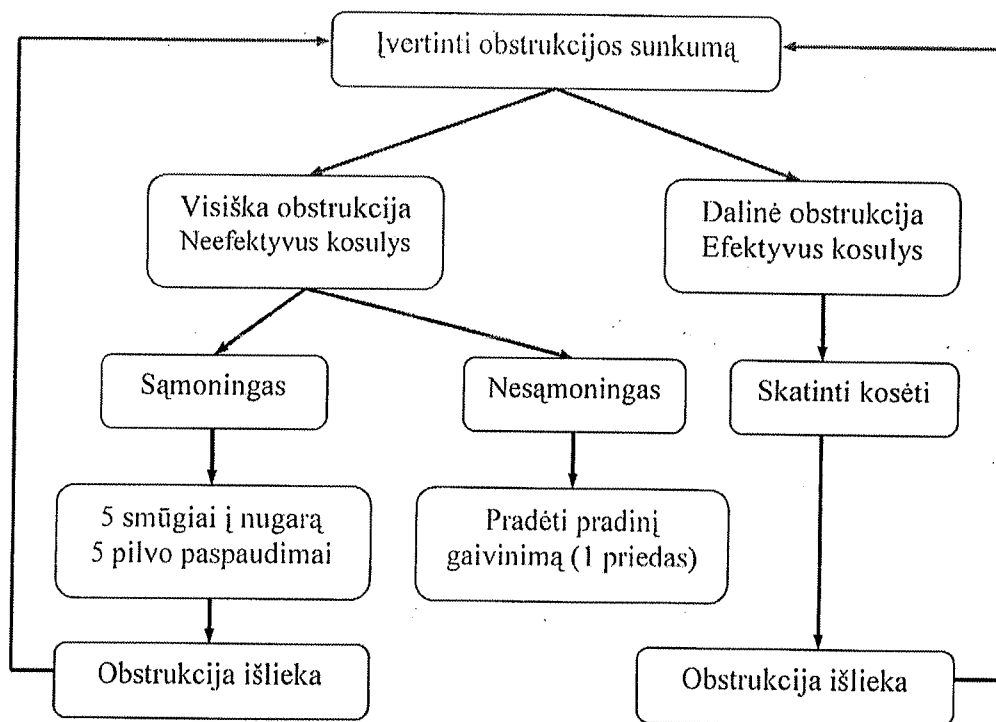 Įvertinti obstrukcijos sunkumą
Visiška obstrukcija
Neefektyvus kosulys
Dalinė obstrukcija
Efektyvus kosulys
Sąmoningas
Nesąmoningas
Skatinti kosėti
5 smūgiai į nugarą
5 pilvo paspaudimai
Pradėti pradinį
gaivinimą (1 priedas)
Obstrukcija išlieka
Obstrukcija išlieka